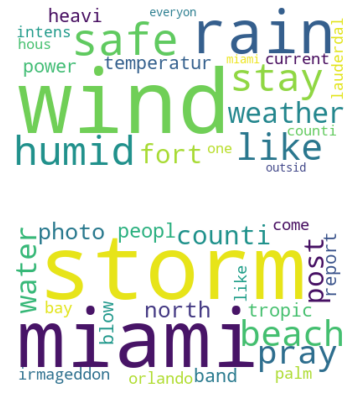 everyon
heavi
rain
safe
intens
hous
power
temperatur
current
miami
lauderdal
wind
stay
weather
counti
humid
fort
one
like
outsid
come
photo
peopl
counti
water
storm
post
report
like
bay
blow
north
tropic
miami
beach
pray
irmageddon
orlando
band
palm